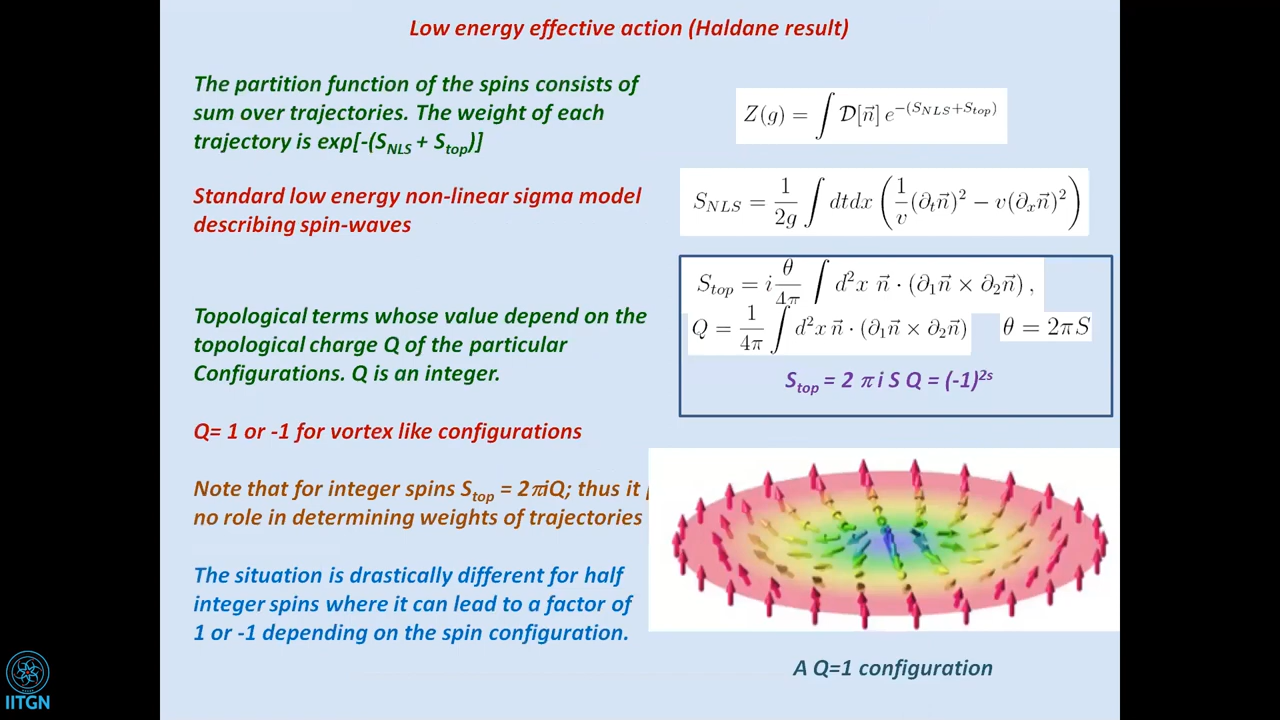 Low energy effective action (Haldane result)
The partition function of the spins consists of
sum over trajectories. The weight of each
trajectory is exp[-(S_NLS + S_top)]
Z(g) = ∫ 𝒟[n⃗] e^{-(S_NLS+S_top)}
Standard low energy non-linear sigma model
describing spin-waves
S_NLS = \frac{1}{2g} ∫ dtdx ( \frac{1}{v} (∂_t n⃗)^2 − v(∂_x n⃗)^2 )
Topological terms whose value depend on the
topological charge Q of the particular
Configurations. Q is an integer.
S_top = i \frac{θ}{4π} ∫ d^2x n⃗ · (∂_1 n⃗ × ∂_2 n⃗) ,
Q = \frac{1}{4π} ∫ d^2x n⃗ · (∂_1 n⃗ × ∂_2 n⃗) θ = 2πS
S_top = 2 π i S Q = (-1)^{2s}
Q= 1 or -1 for vortex like configurations
Note that for integer spins S_top = 2πiQ; thus it
no role in determining weights of trajectories
The situation is drastically different for half
integer spins where it can lead to a factor of
1 or -1 depending on the spin configuration.
A Q=1 configuration
IITGN